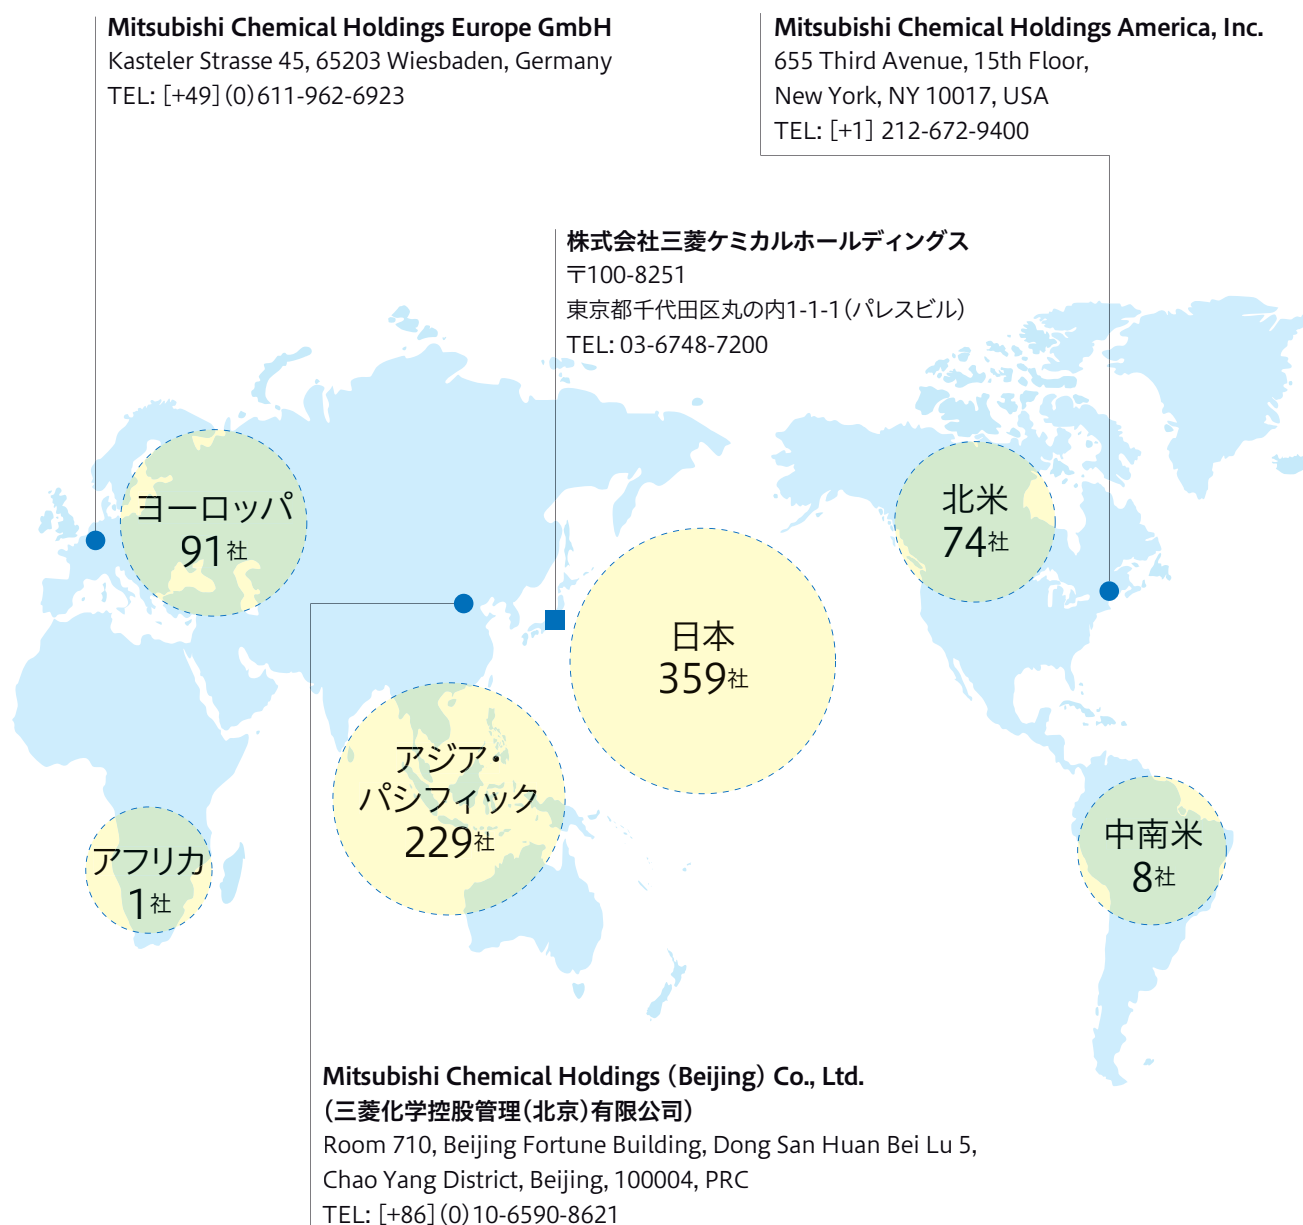 Mitsubishi Chemical Holdings Europe GmbH
Kasteler Strasse 45, 65203 Wiesbaden, Germany
TEL: [+49](0)611-962-6923
Mitsubishi Chemical Holdings America, Inc.
655 Third Avenue, 15th Floor,
New York, NY 10017, USA
TEL: [+1] 212-672-9400
株式会社三菱ケミカルホールディングス
〒100-8251
東京都千代田区丸の内1-1-1(パレスビル)
TEL: 03-6748-7200
ヨーロッパ
91社
北米
74社
日本
359社
アジア・
パシフィック
229社
アフリカ
1社
中南米
8社
Mitsubishi Chemical Holdings (Beijing) Co., Ltd.
(三菱化学控股管理(北京)有限公司)
Room 710, Beijing Fortune Building, Dong San Huan Bei Lu 5,
Chao Yang District, Beijing, 100004, PRC
TEL: [+86](0)10-6590-8621